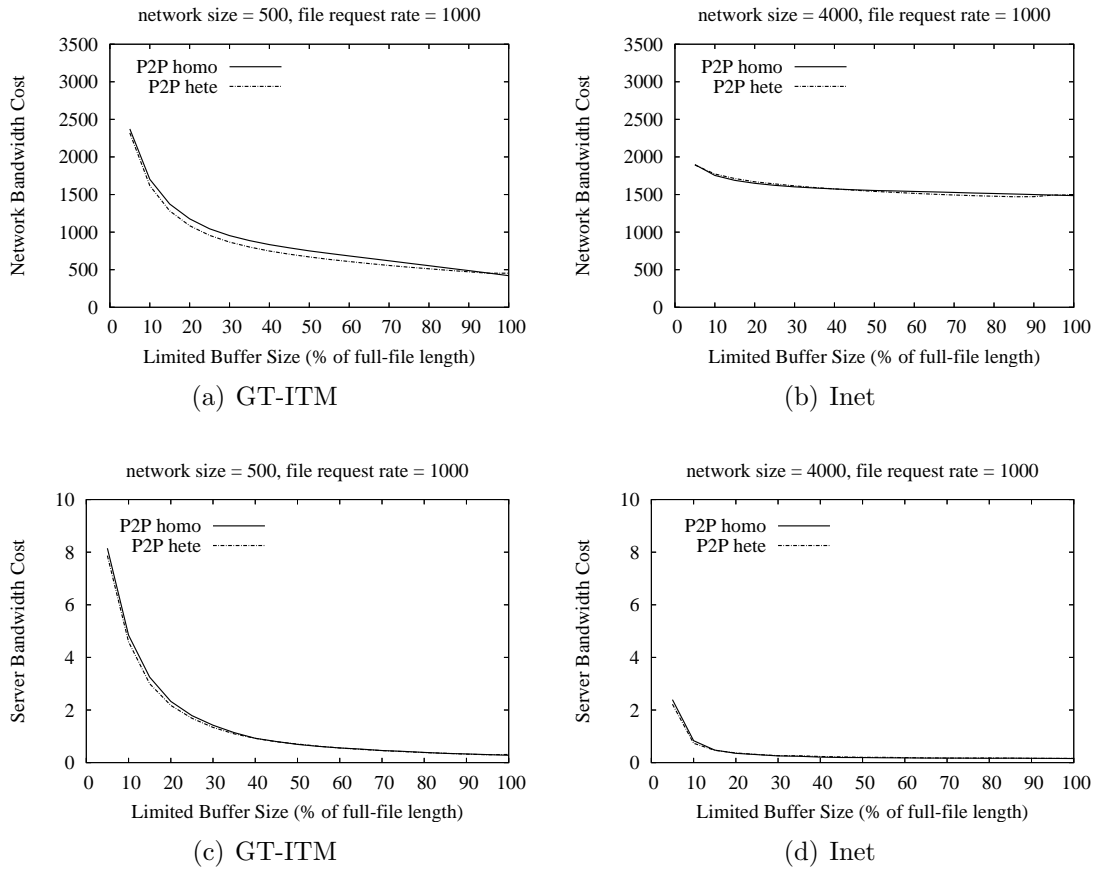 network size = 500, file request rate = 1000
3500
3000
2500
2000
1500
1000
500
0
Network Bandwidth Cost
P2P homo
P2P hete
0 10 20 30 40 50 60 70 80 90 100
Limited Buffer Size (% of full-file length)
(a) GT-ITM
network size = 4000, file request rate = 1000
3500
3000
2500
2000
1500
1000
500
0
Network Bandwidth Cost
P2P homo
P2P hete
0 10 20 30 40 50 60 70 80 90 100
Limited Buffer Size (% of full-file length)
(b) Inet
network size = 500, file request rate = 1000
10
8
6
4
2
0
Server Bandwidth Cost
P2P homo
P2P hete
0 10 20 30 40 50 60 70 80 90 100
Limited Buffer Size (% of full-file length)
(c) GT-ITM
network size = 4000, file request rate = 1000
10
8
6
4
2
0
Server Bandwidth Cost
P2P homo
P2P hete
0 10 20 30 40 50 60 70 80 90 100
Limited Buffer Size (% of full-file length)
(d) Inet